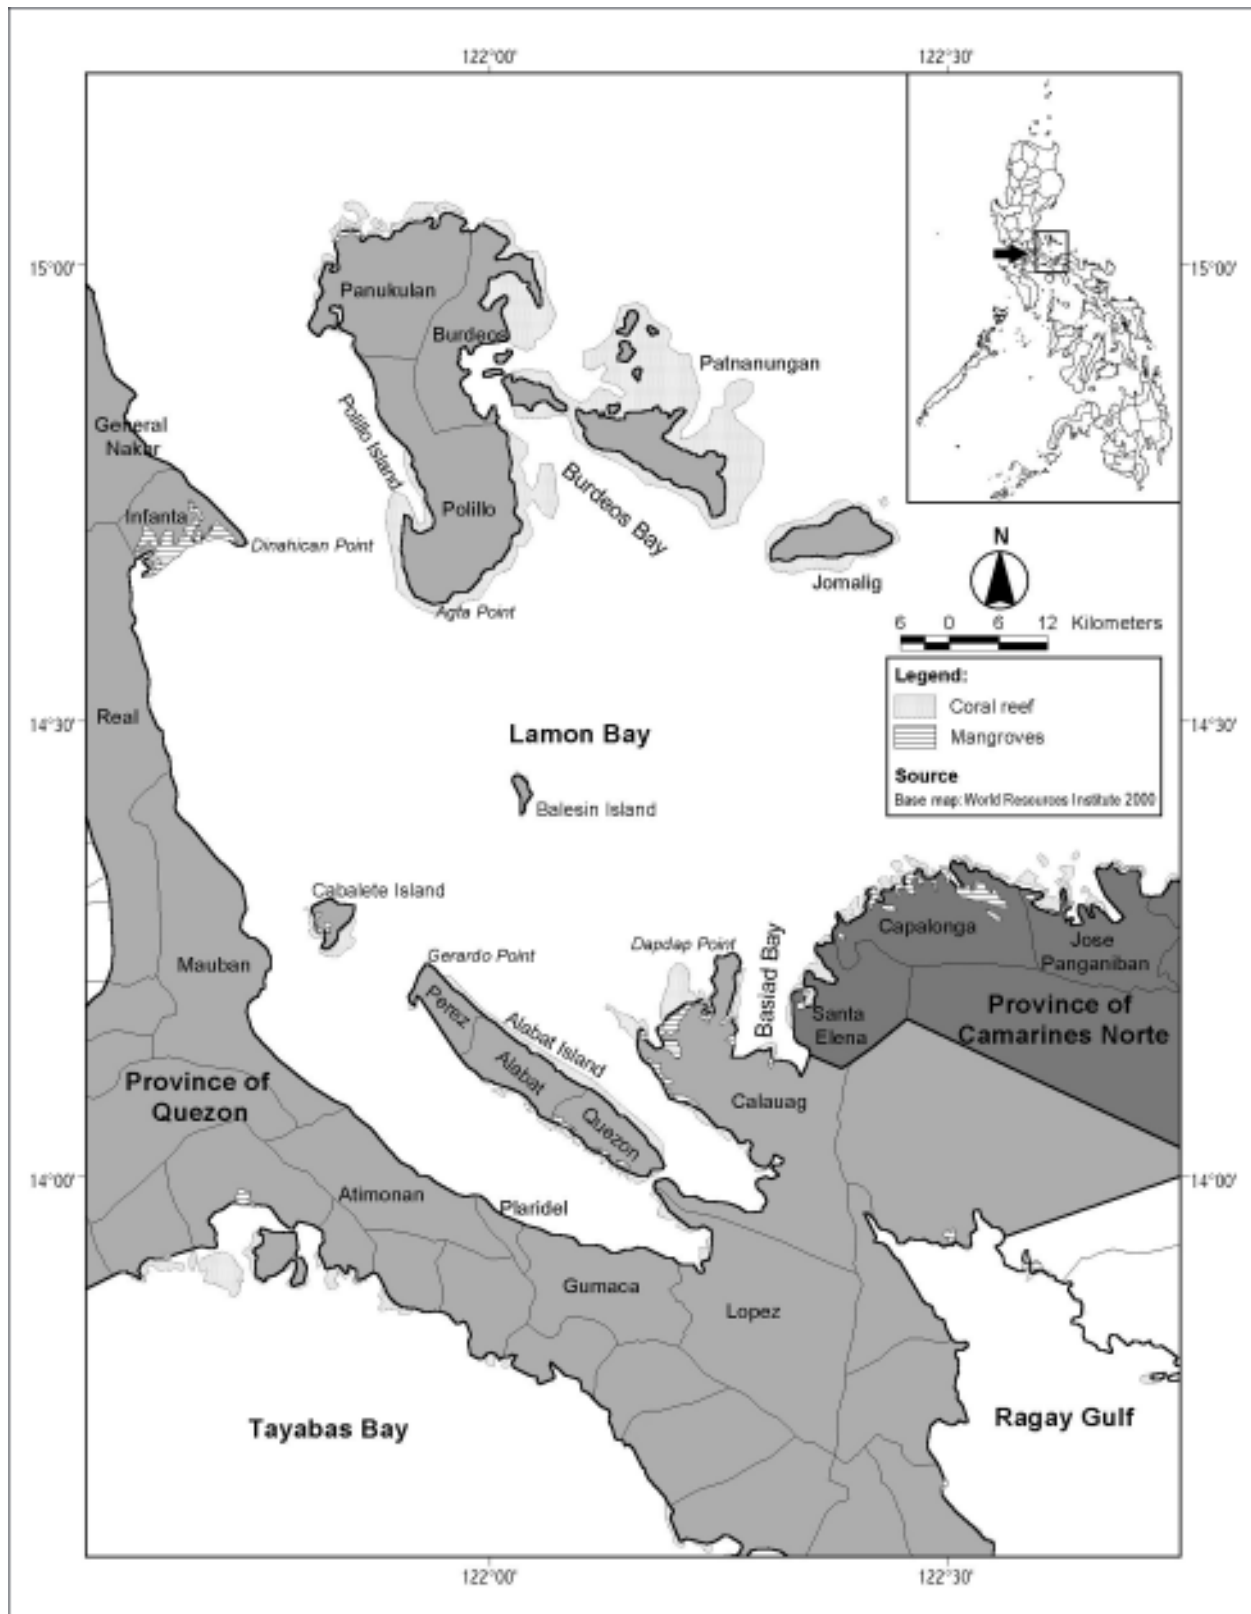 122°00'
122°30'
15°00'
15°00'
Panukulan
Burdeos
Patnanungan
General
Nakar
Polillo Island
Infanta
Polillo
Burdeos Bay
Dinahican Point
N
Jomalig
Agta Point
6 0 6 12 Kilometers
Legend:
Coral reef
Mangroves
Source
Base map: World Resources Institute 2000
Real
14°30'
14°30'
Lamon Bay
Balesin Island
Cabalete Island
Capalonga
Gerardo Point
Dapdap Point
Basiad Bay
Jose
Panganiban
Mauban
Perez
Alabat Island
Santa
Elena
Province of
Camarines Norte
Alabat
Province of
Quezon
Calauag
Quezon
14°00'
14°00'
Atimonan
Plaridel
Gumaca
Lopez
Tayabas Bay
Ragay Gulf
122°00'
122°30'